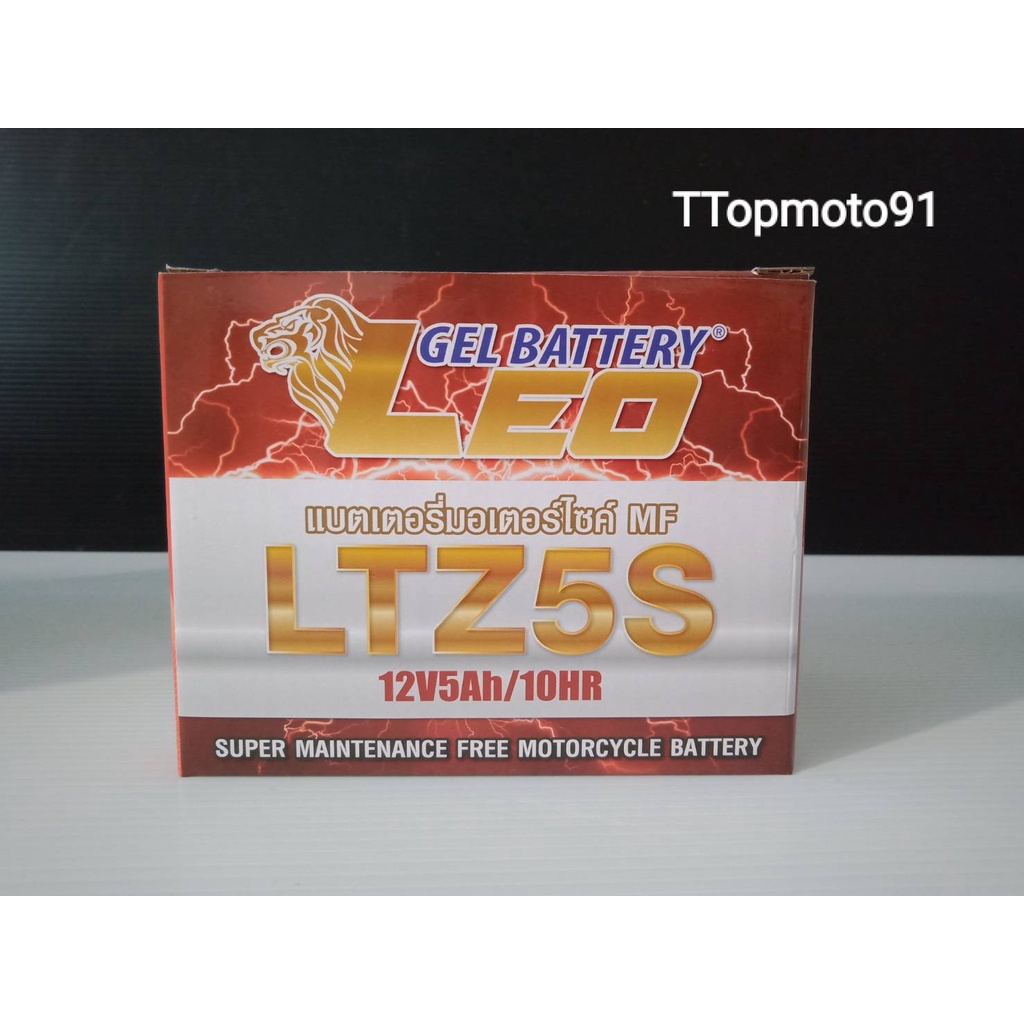 TTopmoto91
GEL BATTERY®
LEO
แบตเตอรี่มอเตอร์ไซค์ MF
LTZ5S
12V5Ah/10HR
SUPER MAINTENANCE FREE MOTORCYCLE BATTERY